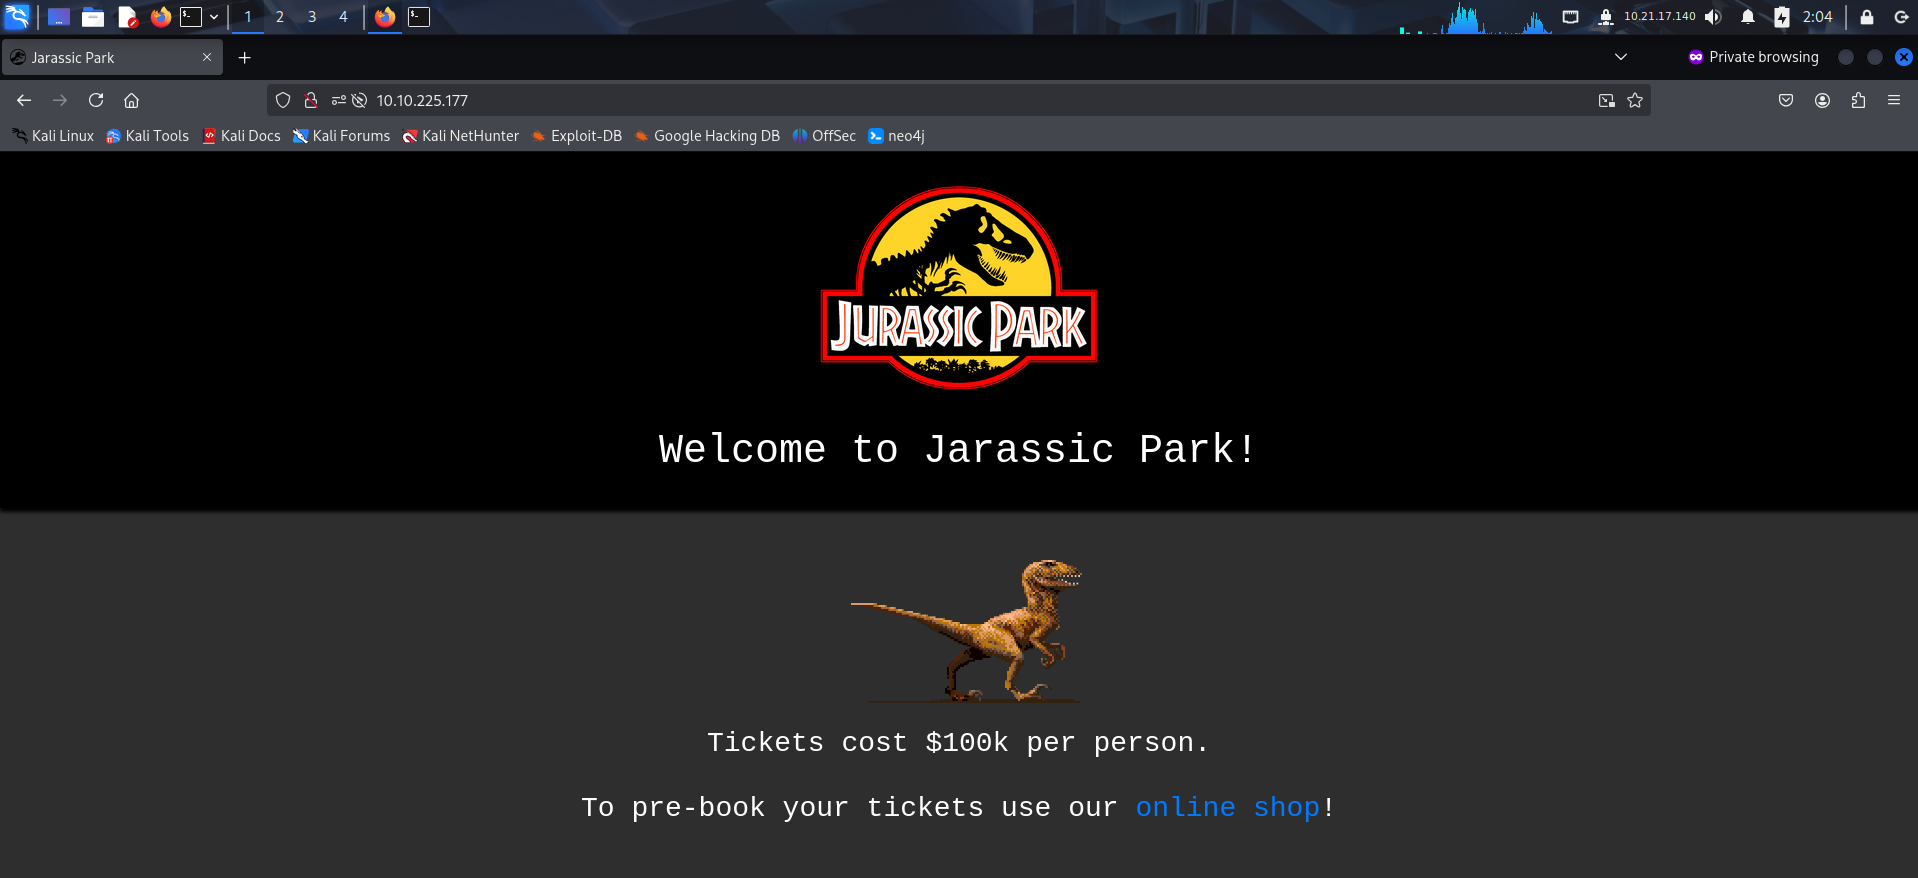 1 2 3 4 10.21.17.140 2:04
Jarassic Park Private browsing
10.10.225.177
Kali Linux Kali Tools Kali Docs Kali Forums Kali NetHunter Exploit-DB Google Hacking DB OffSec neo4j
JURASSIC PARK
Welcome to Jarassic Park!
Tickets cost $100k per person.
To pre-book your tickets use our online shop!